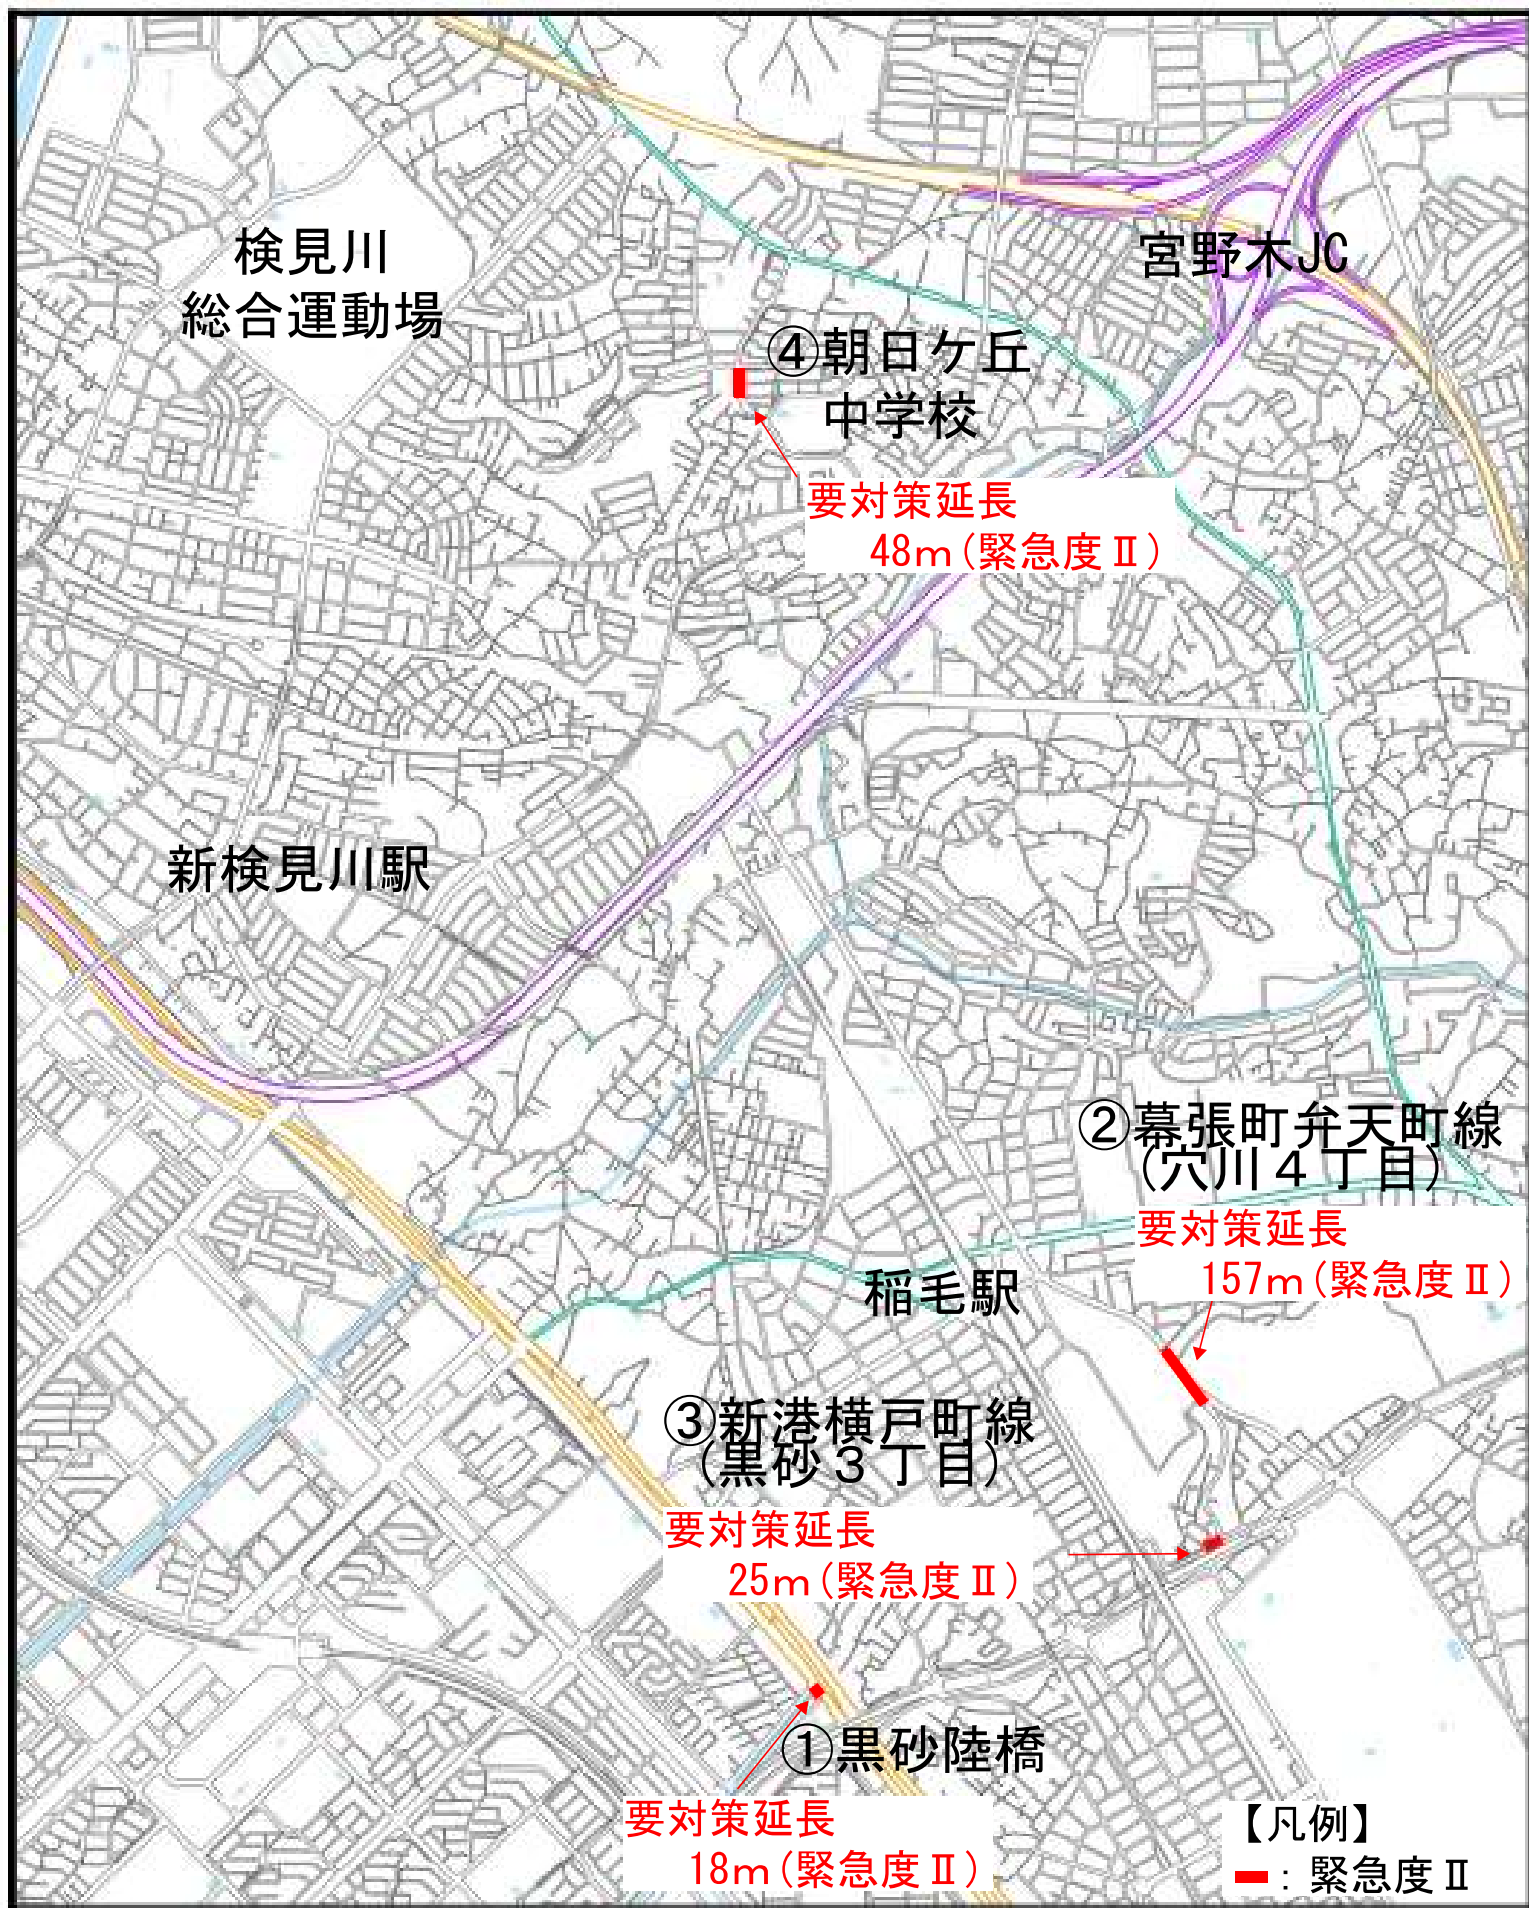 検見川
総合運動場
宮野木JC
④朝日ケ丘
中学校
要対策延長
48m(緊急度Ⅱ)
新検見川駅
②幕張町弁天町線
(穴川４丁目)
要対策延長
157m(緊急度Ⅱ)
稲毛駅
③新港横戸町線
(黒砂３丁目)
要対策延長
25m(緊急度Ⅱ)
①黒砂陸橋
要対策延長
18m(緊急度Ⅱ)
【凡例】
：緊急度Ⅱ